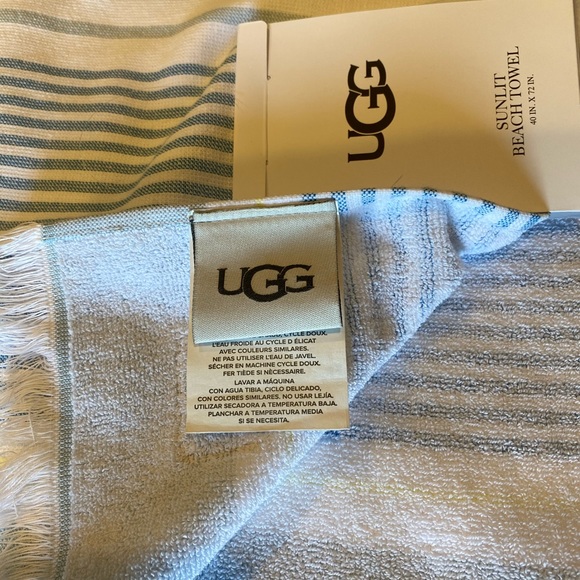 UGG
SUNLIT
BEACH TOWEL
40 IN. X 72 IN.
UGG
CYCLE DOUX.
L'EAU FROIDE AU CYCLE D ÉLICAT
AVEC COULEURS SIMILAIRES.
NE PAS UTILISER L'EAU DE JAVEL.
SÉCHER EN MACHINE CYCLE DOUX.
FER TIÈDE SI NÉCESSAIRE.
LAVAR A MÁQUINA
CON AGUA TIBIA, CICLO DELICADO,
CON COLORES SIMILARES. NO USAR LEJÍA,
UTILIZAR SECADORA A TEMPERATURA BAJA.
PLANCHAR A TEMPERATURA MEDIA
SI SE NECESITA.